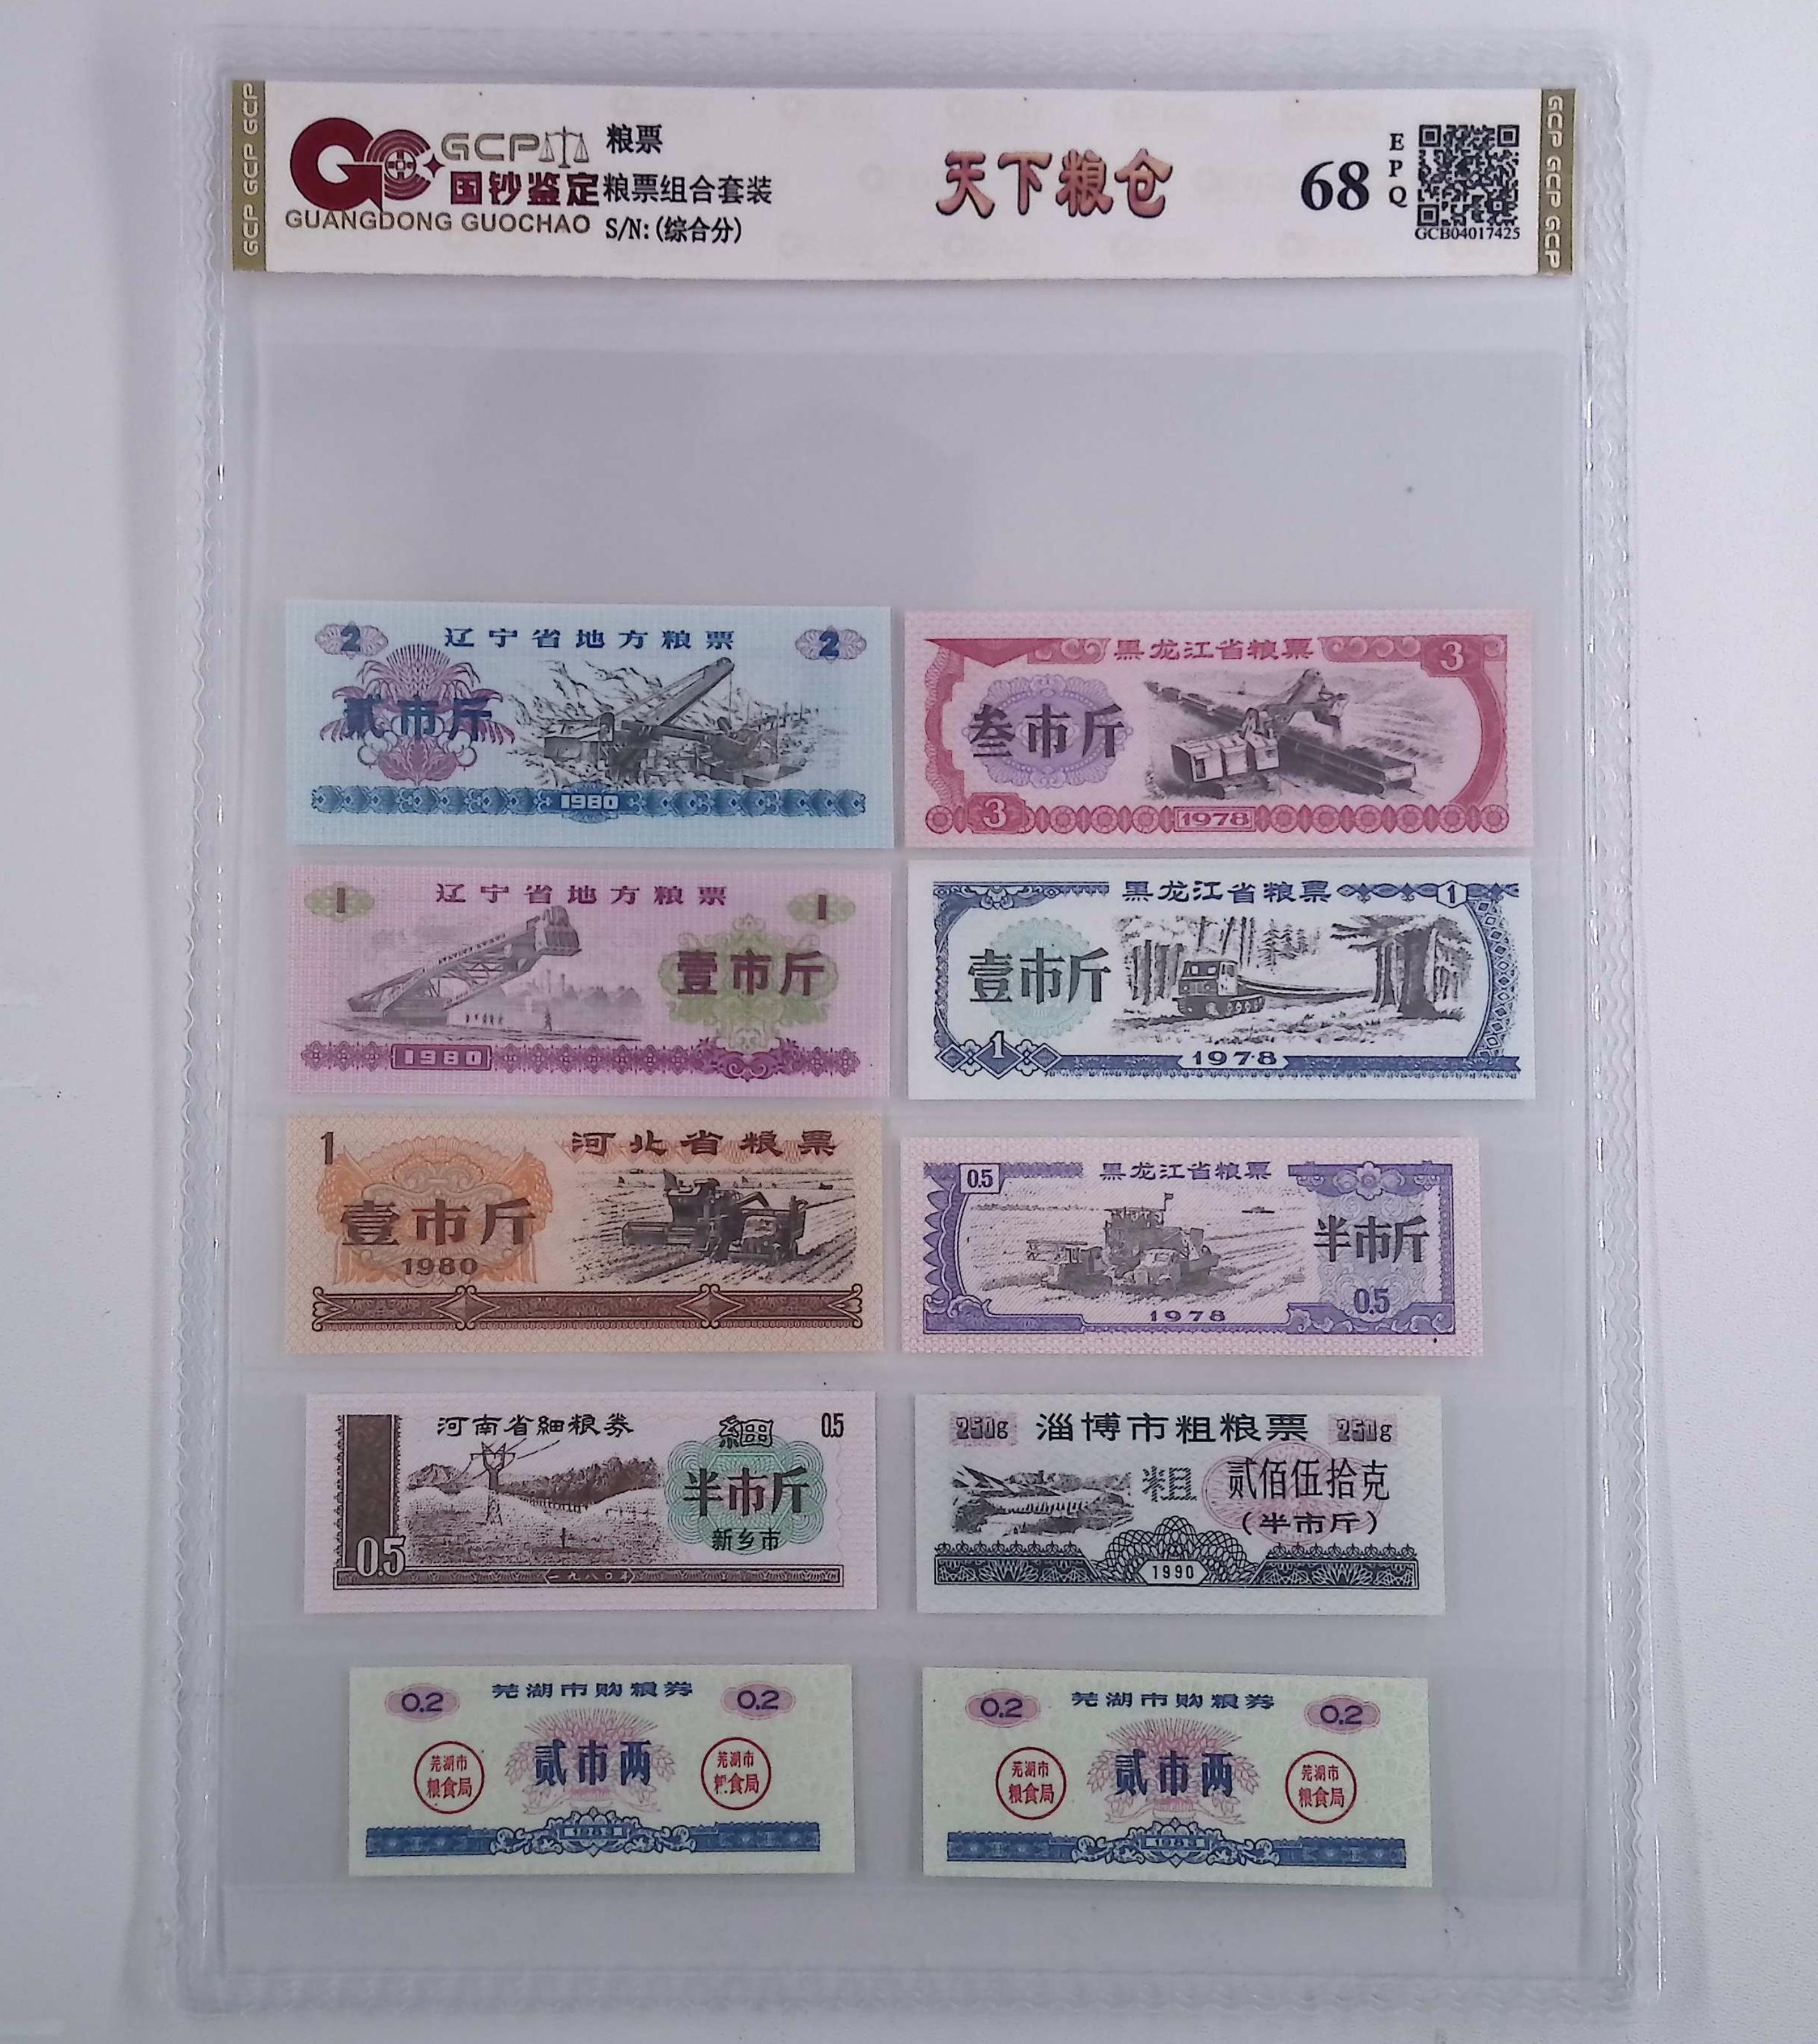 GCP GCP GCP
GCP
国钞鉴定
GUANGDONG GUOCHAO
粮票
粮票组合套装
S/N: (综合分)
天下粮仓
68
EPQ
GCB04017425
GCP GCP GCP
2 辽宁省地方粮票 2
贰市斤
1980
黑龙江省粮票 3
叁市斤
3 1978
1 辽宁省地方粮票 1
壹市斤
1980
黑龙江省粮票 1
壹市斤
1 1978
1 河北省粮票
壹市斤
1980
0.5 黑龙江省粮票
半市斤
1978 0.5
河南省細粮券 細 0.5
半市斤
新乡市
0.5 一九八〇年
250g 淄博市粗粮票 250g
粗 贰佰伍拾克
(半市斤)
1990
0.2 芜湖市购粮券 0.2
芜湖市
粮食局
贰市两
芜湖市
粮食局
1983
0.2 芜湖市购粮券 0.2
芜湖市
粮食局
贰市两
芜湖市
粮食局
1983